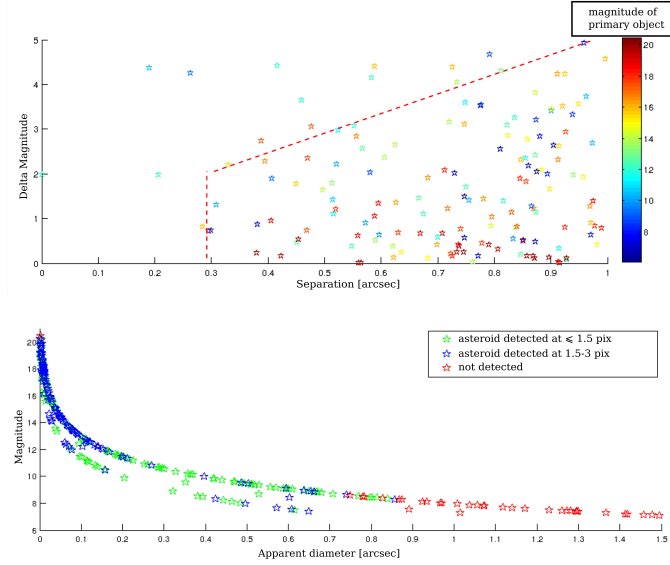 magnitude of
primary object
5
4
3
2
1
0
Delta Magnitude
0 0.1 0.2 0.3 0.4 0.5 0.6 0.7 0.8 0.9 1
Separation [arcsec]
20
18
16
14
12
10
8
20
18
16
14
12
10
8
6
Magnitude
asteroid detected at ⩽ 1.5 pix
asteroid detected at 1.5-3 pix
not detected
0 0.1 0.2 0.3 0.4 0.5 0.6 0.7 0.8 0.9 1 1.1 1.2 1.3 1.4 1.5
Apparent diameter [arcsec]